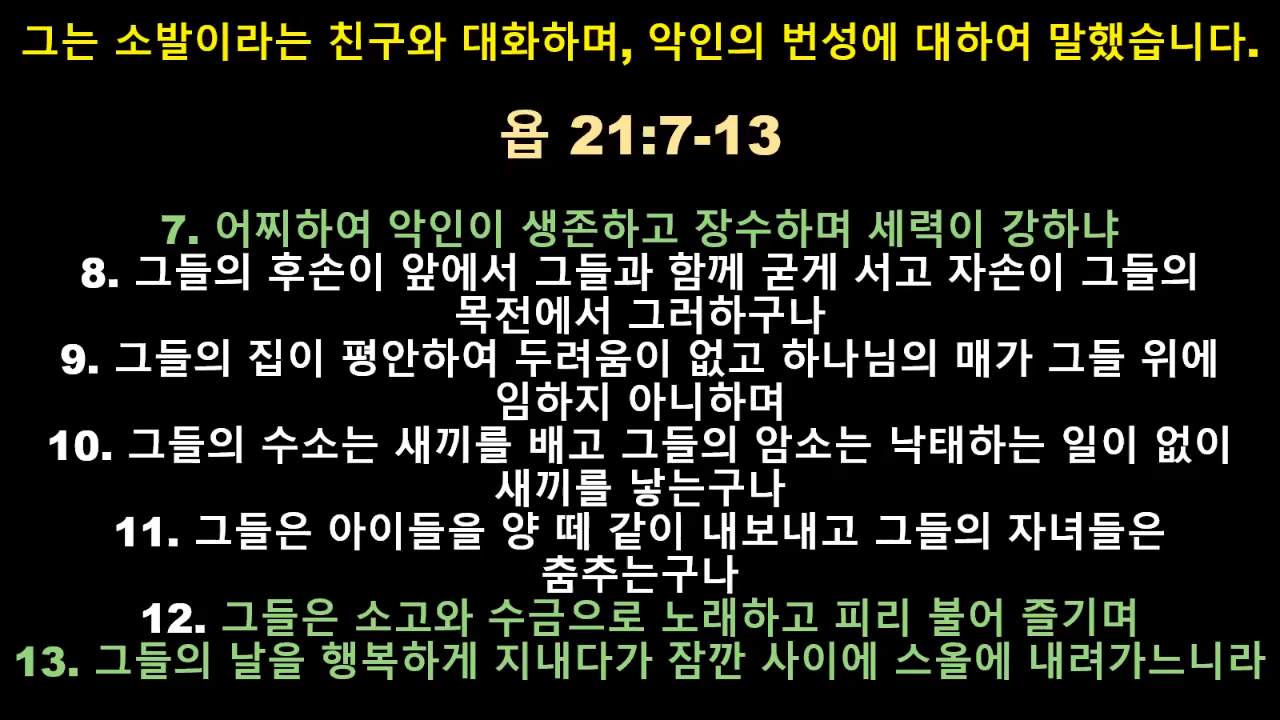 그는 소발이라는 친구와 대화하며, 악인의 번성에 대하여 말했습니다.
욥 21:7-13
7. 어찌하여 악인이 생존하고 장수하며 세력이 강하냐
8. 그들의 후손이 앞에서 그들과 함께 굳게 서고 자손이 그들의
목전에서 그러하구나
9. 그들의 집이 평안하여 두려움이 없고 하나님의 매가 그들 위에
임하지 아니하며
10. 그들의 수소는 새끼를 배고 그들의 암소는 낙태하는 일이 없이
새끼를 낳는구나
11. 그들은 아이들을 양 떼 같이 내보내고 그들의 자녀들은
춤추는구나
12. 그들은 소고와 수금으로 노래하고 피리 불어 즐기며
13. 그들의 날을 행복하게 지내다가 잠깐 사이에 스올에 내려가느니라